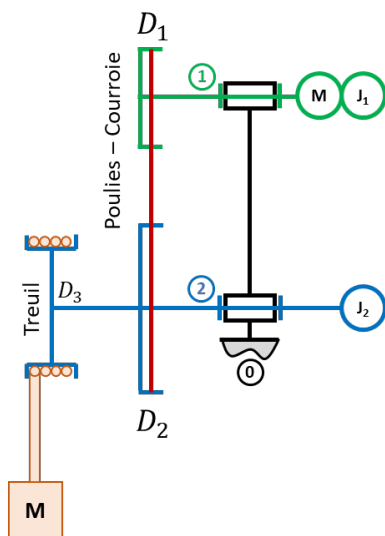 D₁
1
M
J₁
Poulies – Courroie
Treuil
D₃
2
J₂
0
D₂
M